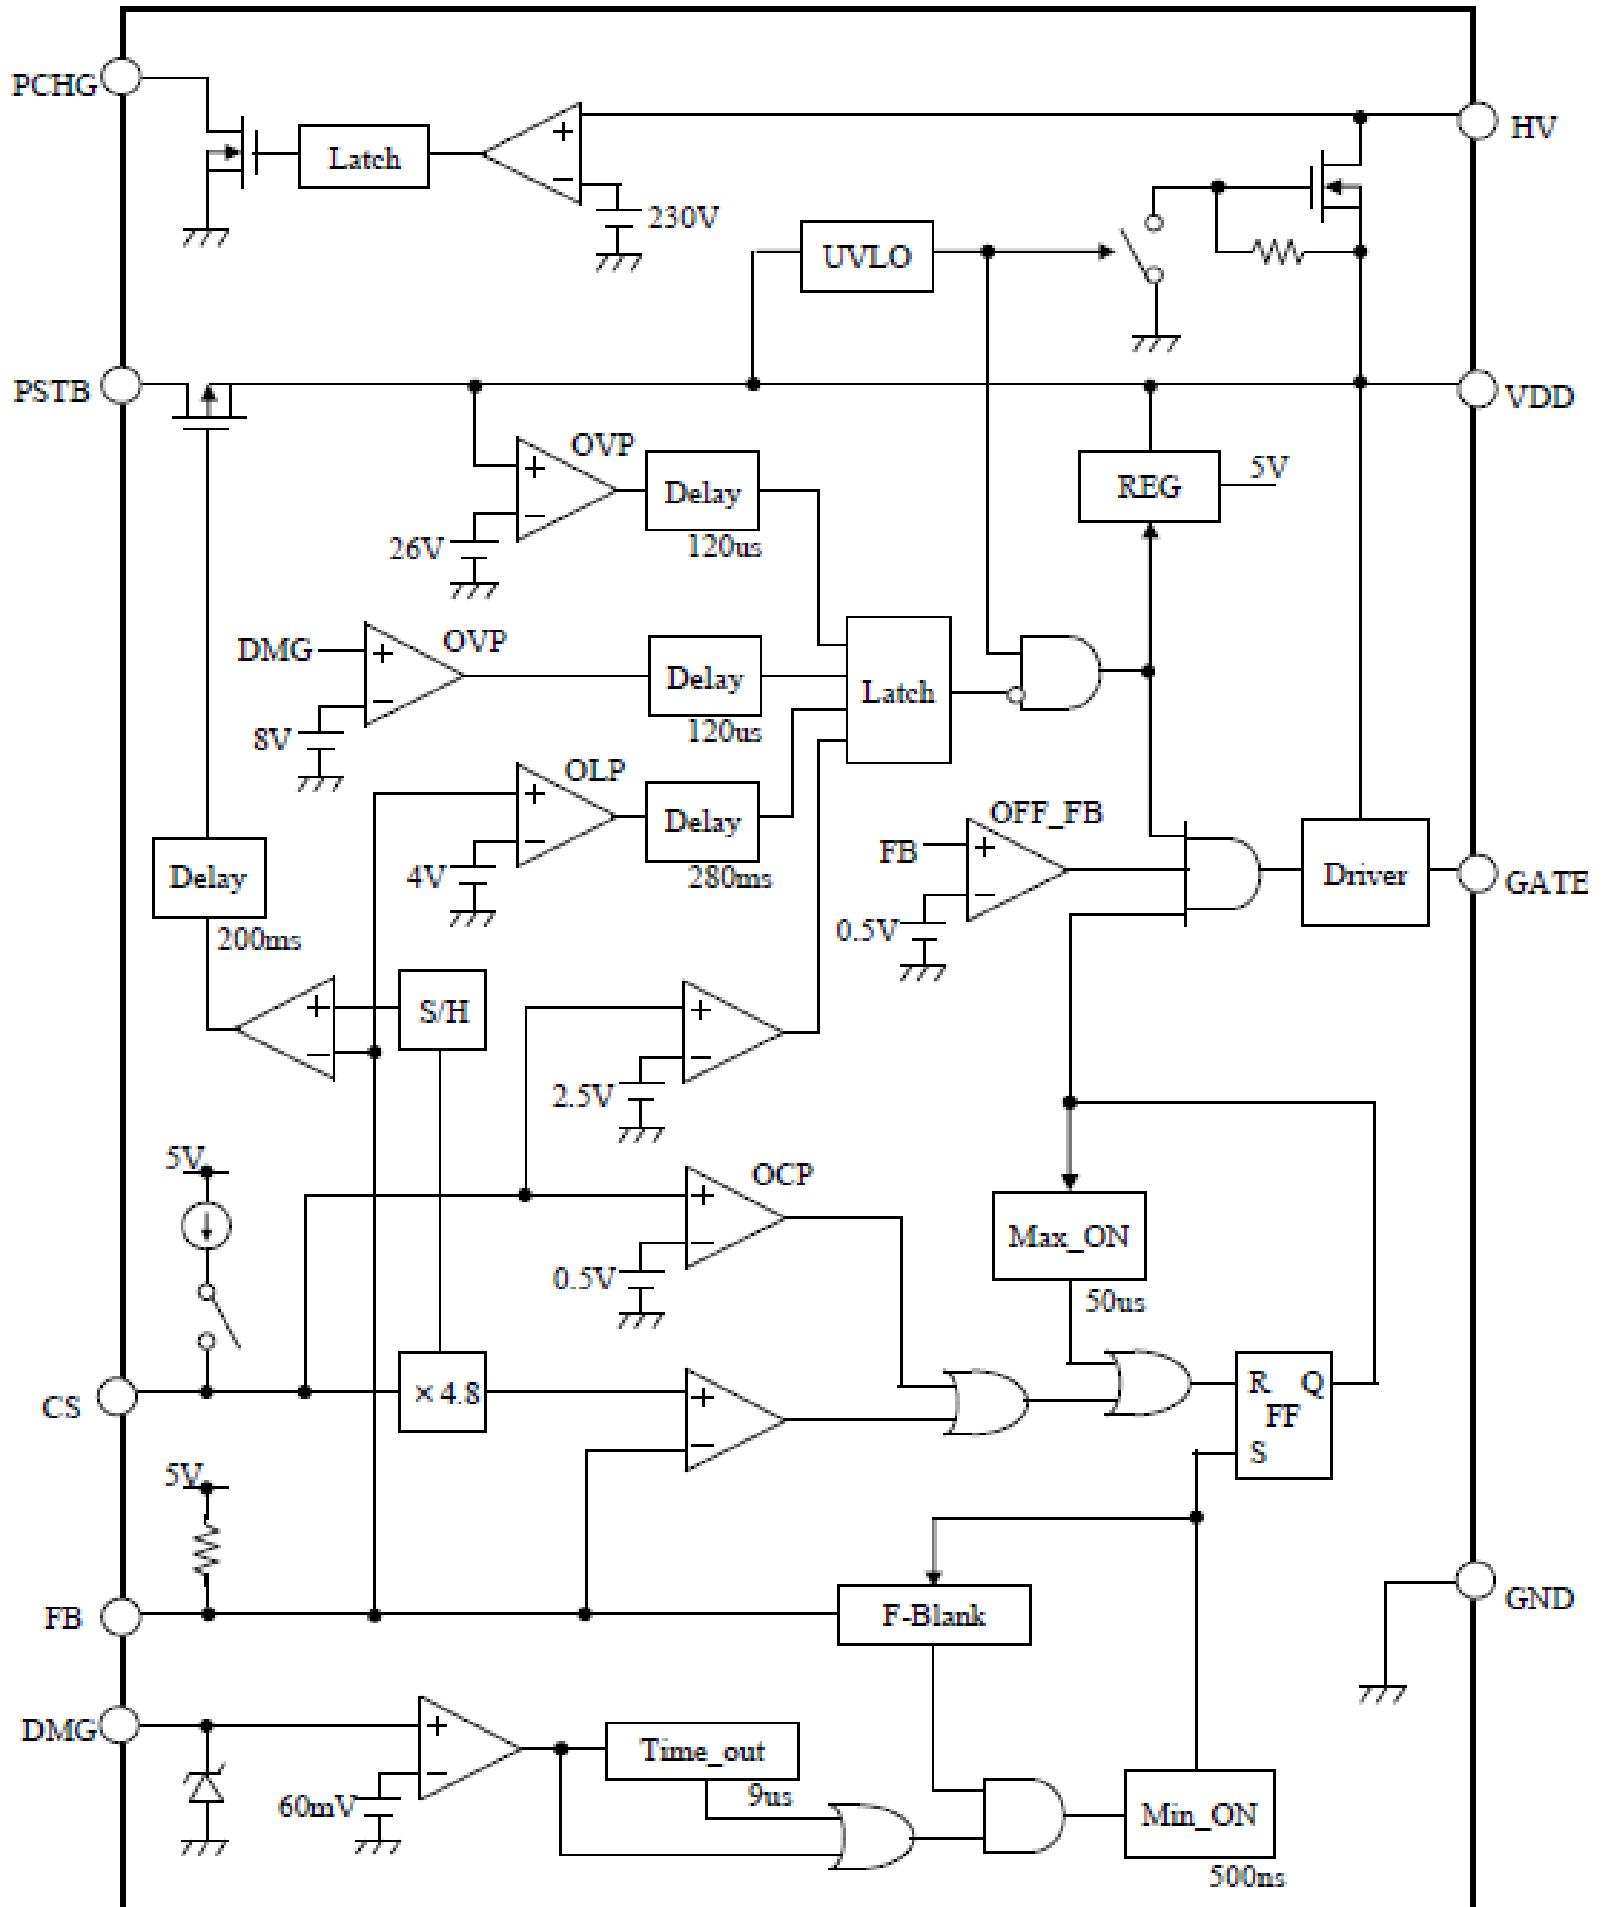 PCHG
Latch
+
−
230V
HV
UVLO
PSTB
VDD
OVP
+
−
26V
Delay
120us
REG
5V
DMG
OVP
+
−
8V
Delay
120us
Latch
OLP
+
−
4V
Delay
280ms
OFF_FB
FB
+
−
0.5V
Driver
GATE
Delay
200ms
+
−
S/H
+
−
2.5V
5V
OCP
+
−
0.5V
Max_ON
50us
CS
×4.8
+
−
R Q
FF
S
5V
FB
F-Blank
GND
DMG
+
−
60mV
Time_out
9us
Min_ON
500ns